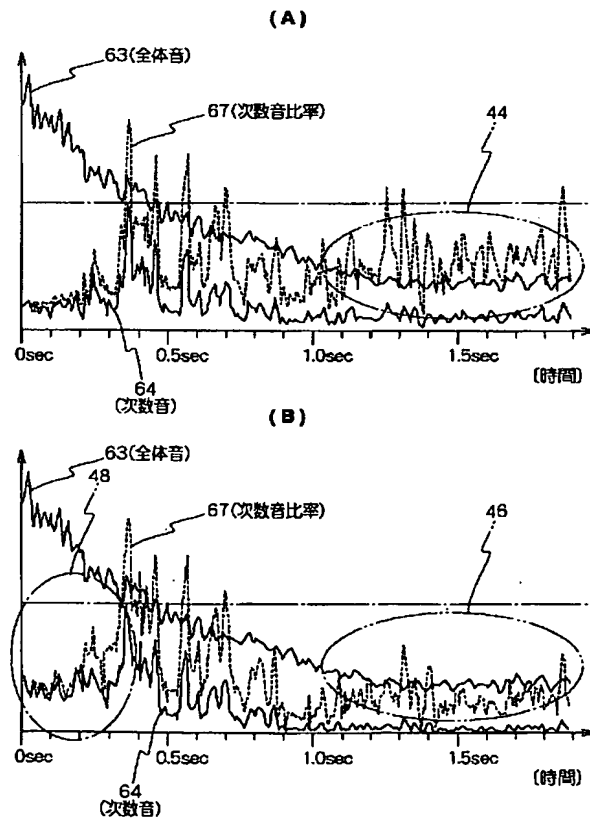 (A)
63(全体音)
67(次数音比率)
44
0sec
0.5sec
1.0sec
1.5sec
〔時間〕
64
(次数音)
(B)
63(全体音)
48
67(次数音比率)
46
0sec
0.5sec
1.0sec
1.5sec
〔時間〕
64
(次数音)